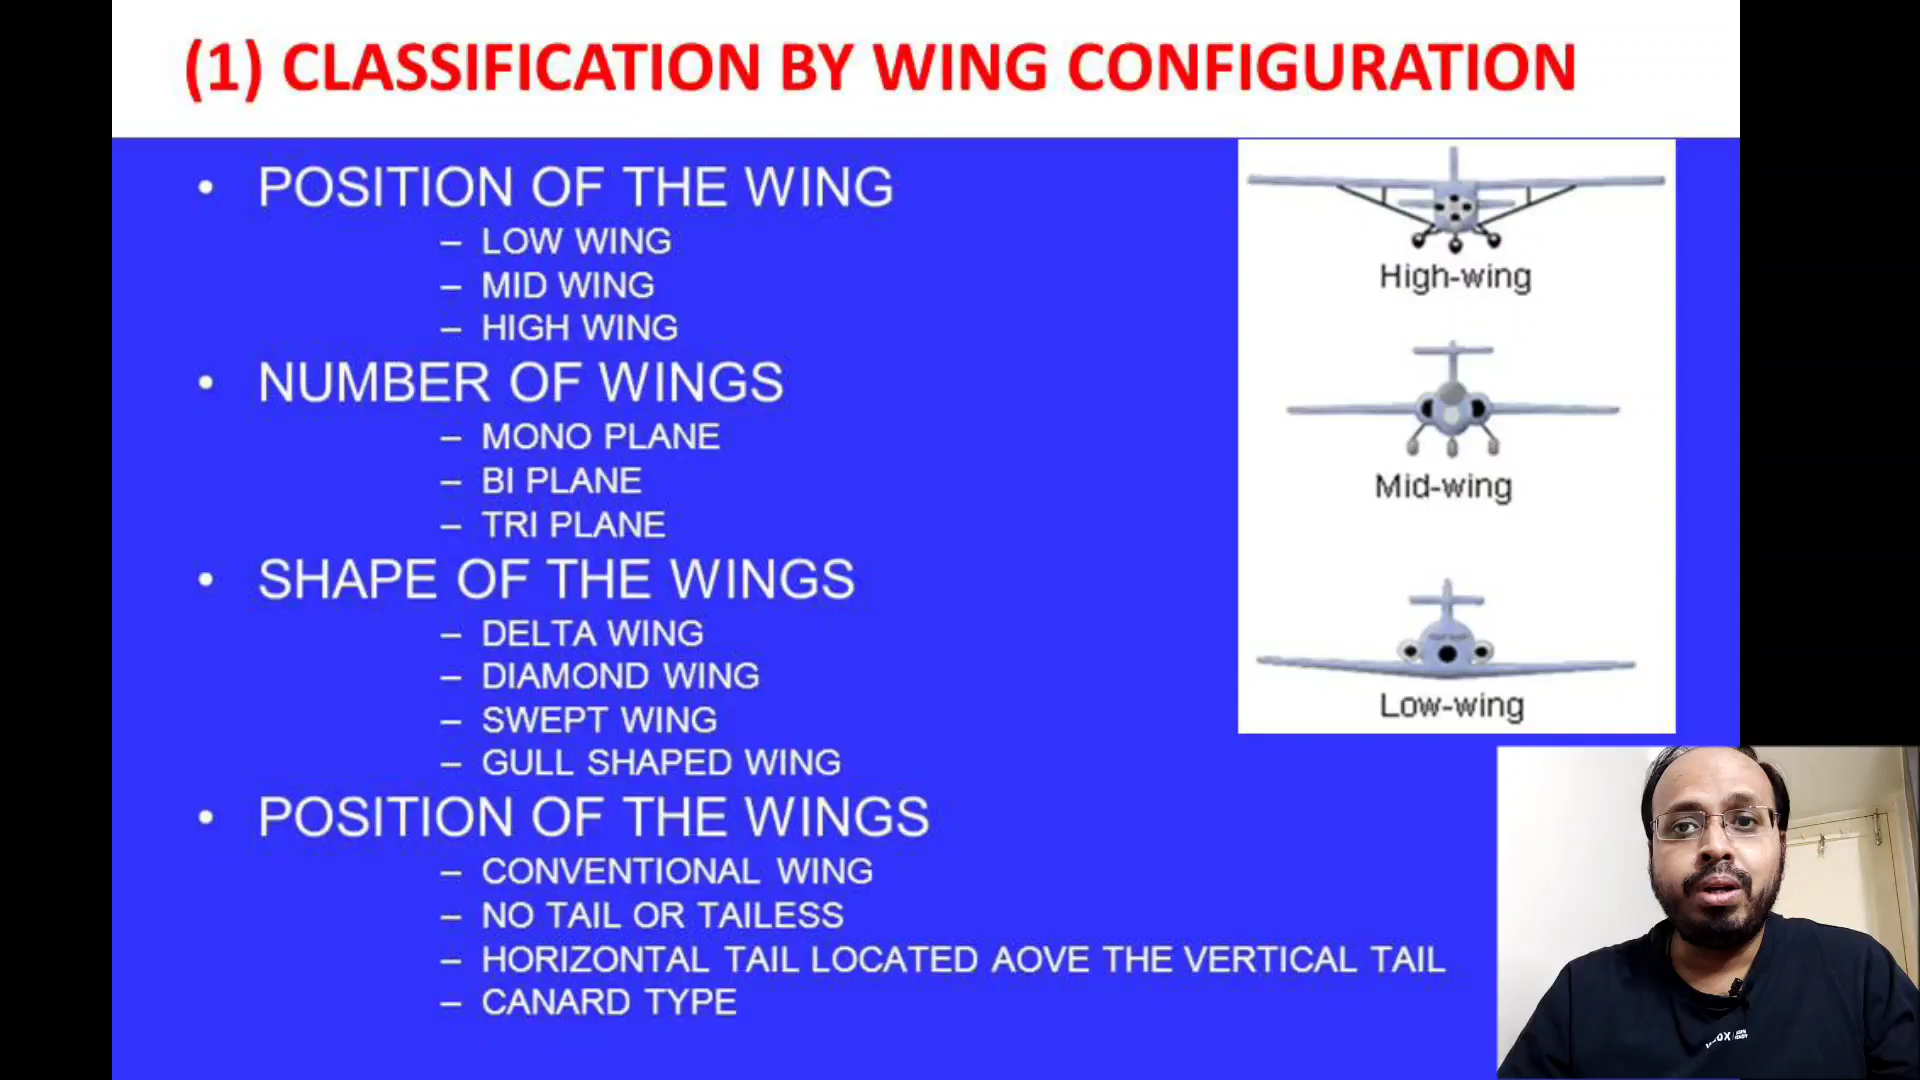 (1) CLASSIFICATION BY WING CONFIGURATION
• POSITION OF THE WING
– LOW WING
– MID WING
– HIGH WING
• NUMBER OF WINGS
– MONO PLANE
– BI PLANE
– TRI PLANE
• SHAPE OF THE WINGS
– DELTA WING
– DIAMOND WING
– SWEPT WING
– GULL SHAPED WING
• POSITION OF THE WINGS
– CONVENTIONAL WING
– NO TAIL OR TAILESS
– HORIZONTAL TAIL LOCATED AOVE THE VERTICAL TAIL
– CANARD TYPE
High-wing
Mid-wing
Low-wing